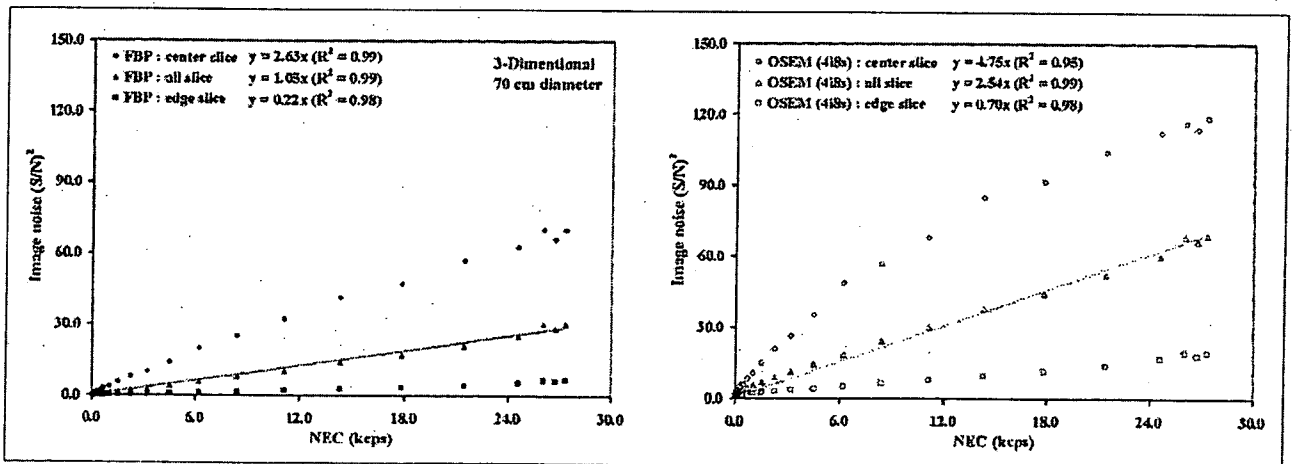 150.0
120.0
90.0
60.0
30.0
0.0
Image noise (S/N)²
FBP : center slice y = 2.63x (R² = 0.99)
FBP : all slice y = 1.05x (R² = 0.99)
FBP : edge slice y = 0.22x (R² = 0.98)
3-Dimentional
70 cm diameter
0.0 6.0 12.0 18.0 24.0 30.0
NEC (kcps)
150.0
120.0
90.0
60.0
30.0
0.0
Image noise (S/N)²
OSEM (4i8s) : center slice y = 4.75x (R² = 0.95)
OSEM (4i8s) : all slice y = 2.54x (R² = 0.99)
OSEM (4i8s) : edge slice y = 0.70x (R² = 0.98)
0.0 6.0 12.0 18.0 24.0 30.0
NEC (kcps)